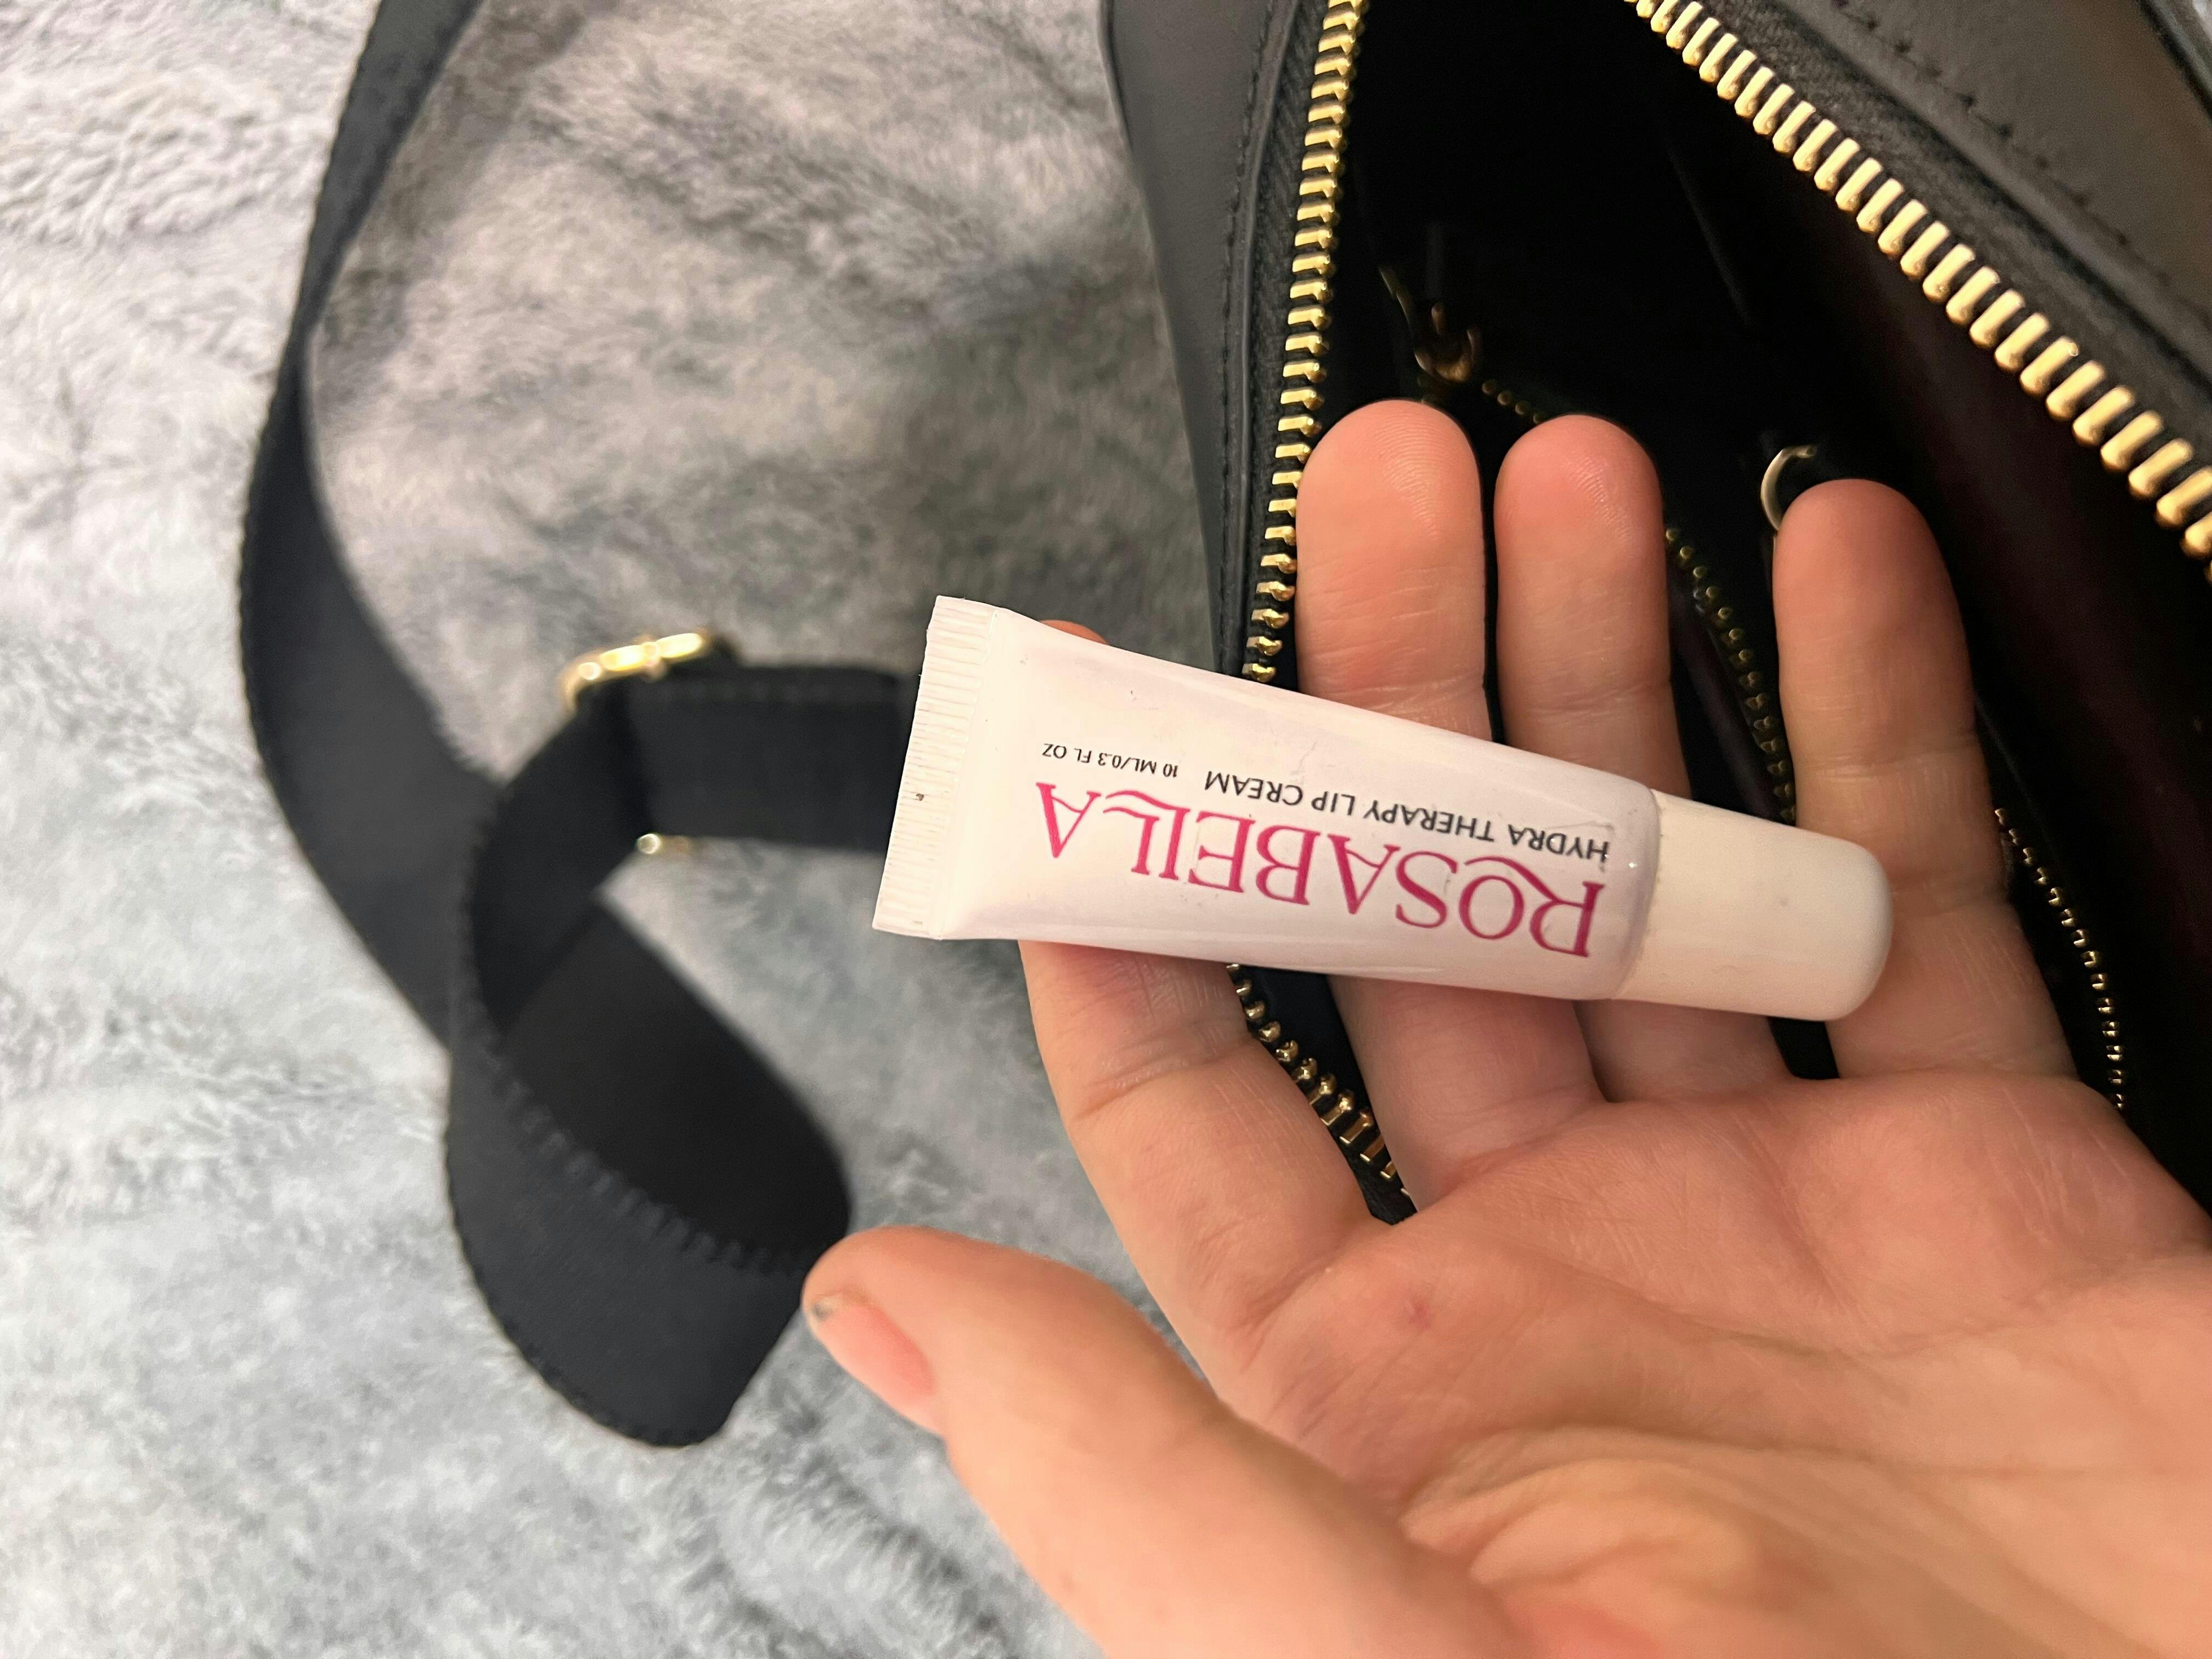 ROSABELLA
HYDRA THERAPY LIP CREAM
10 ML/0.3 FL OZ